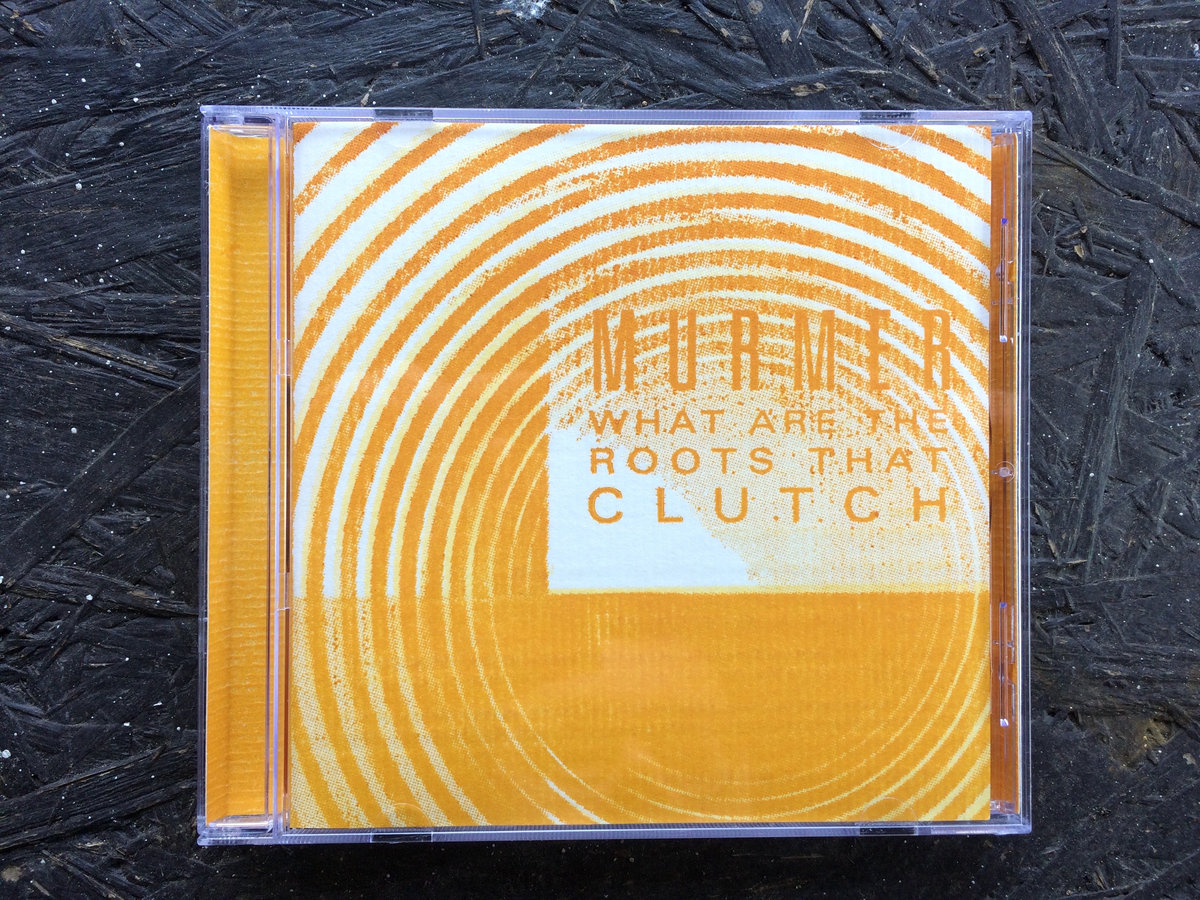 MURMER
WHAT ARE THE
ROOTS THAT
CLUTCH